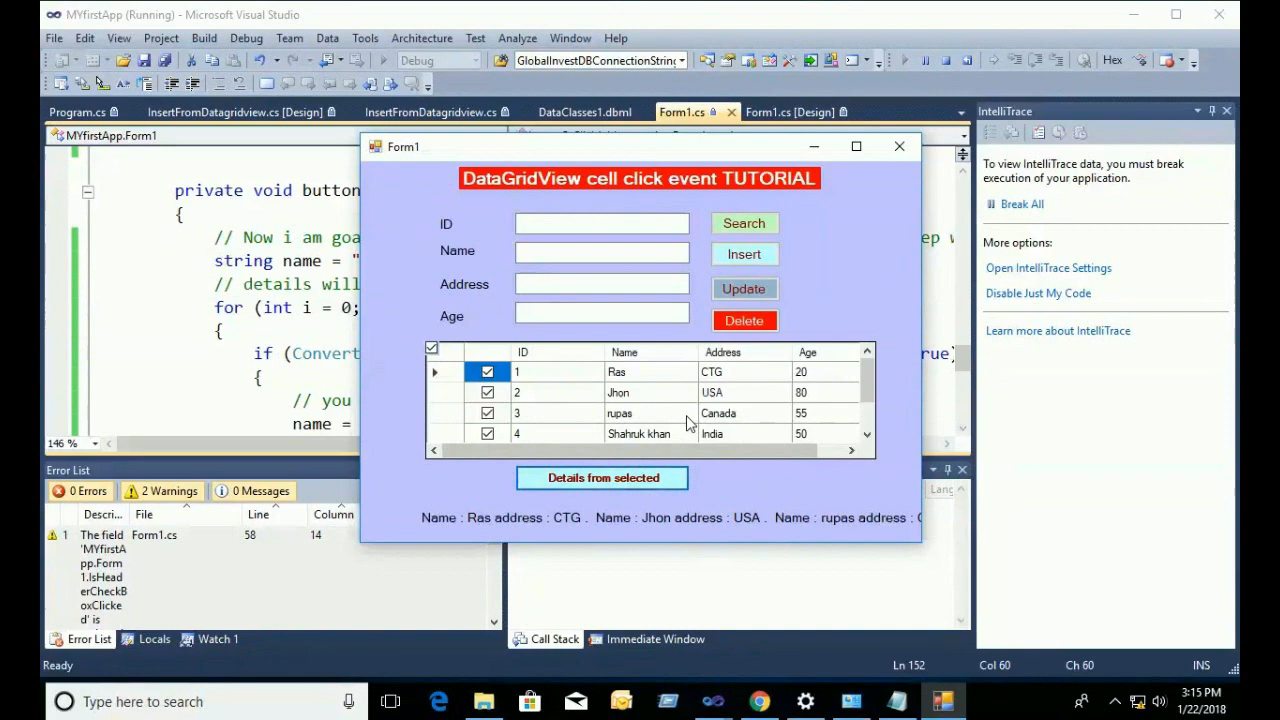 MYfirstApp (Running) - Microsoft Visual Studio
File Edit View Project Build Debug Team Data Tools Architecture Test Analyze Window Help
Debug GlobalInvestDBConnectionString Hex
Program.cs InsertFromDatagridview.cs [Design] InsertFromDatagridview.cs DataClasses1.dbml Form1.cs Form1.cs [Design]
IntelliTrace
MYfirstApp.Form1
Form1
DataGridView cell click event TUTORIAL
ID Search
Name Insert
Address Update
Age Delete
ID Name Address Age
1 Ras CTG 20
2 Jhon USA 80
3 rupas Canada 55
4 Shahruk khan India 50
Details from selected
Name : Ras address : CTG . Name : Jhon address : USA . Name : rupas address :
private void button
{
// Now i am goa
string name = "
// details will
for (int i = 0;
{
if (Convert
{
// you
name =
146 %
To view IntelliTrace data, you must break
execution of your application.
Break All
More options:
Open IntelliTrace Settings
Disable Just My Code
Learn more about IntelliTrace
Error List
0 Errors 2 Warnings 0 Messages
Descri... File Line Column
1 The field Form1.cs 58 14
'MYfirstA
pp.Form
1.IsHead
erCheckB
oxClicke
d' is
Error List Locals Watch 1
Call Stack Immediate Window
Ready Ln 152 Col 60 Ch 60 INS
Type here to search
3:15 PM
1/22/2018